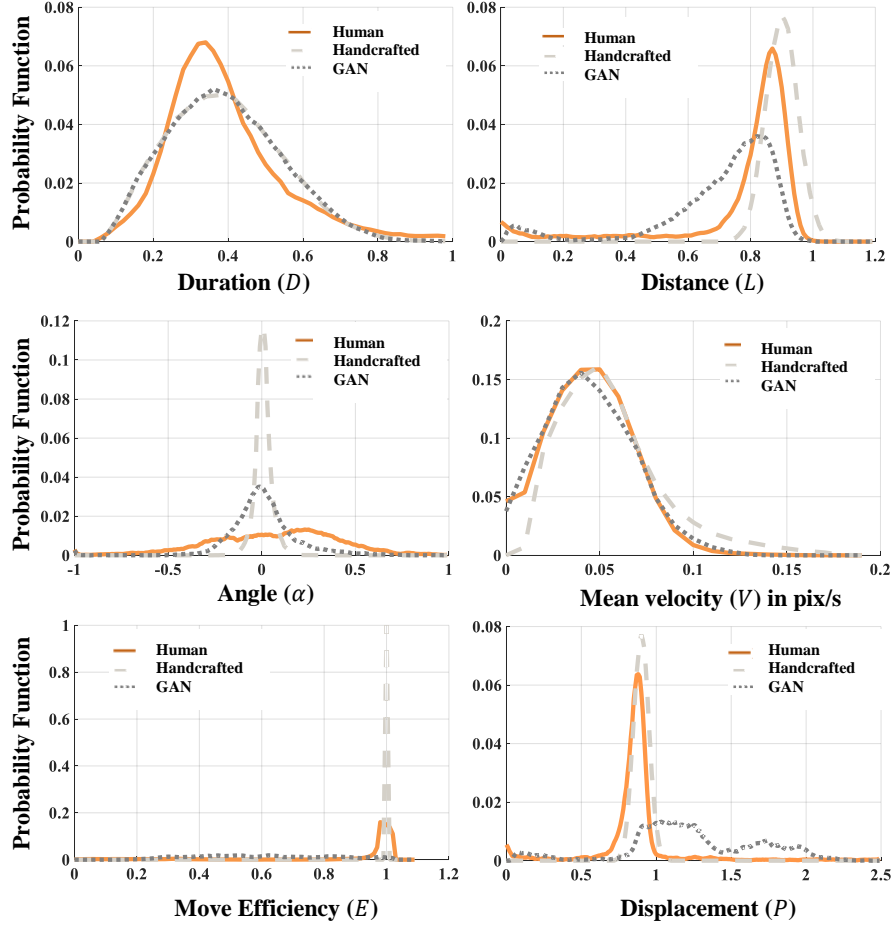 Probability Function
0.08
0.06
0.04
0.02
0
0 0.2 0.4 0.6 0.8 1
Human
Handcrafted
GAN
Duration (D)
0.08
0.06
0.04
0.02
0
0 0.2 0.4 0.6 0.8 1 1.2
Human
Handcrafted
GAN
Distance (L)
Probability Function
0.12
0.1
0.08
0.06
0.04
0.02
0
-1 -0.5 0 0.5 1
Human
Handcrafted
GAN
Angle (α)
0.2
0.15
0.1
0.05
0
0 0.05 0.1 0.15 0.2
Human
Handcrafted
GAN
Mean velocity (V) in pix/s
Probability Function
1
0.8
0.6
0.4
0.2
0
0 0.2 0.4 0.6 0.8 1 1.2
Human
Handcrafted
GAN
Move Efficiency (E)
0.08
0.06
0.04
0.02
0
0 0.5 1 1.5 2 2.5
Human
Handcrafted
GAN
Displacement (P)